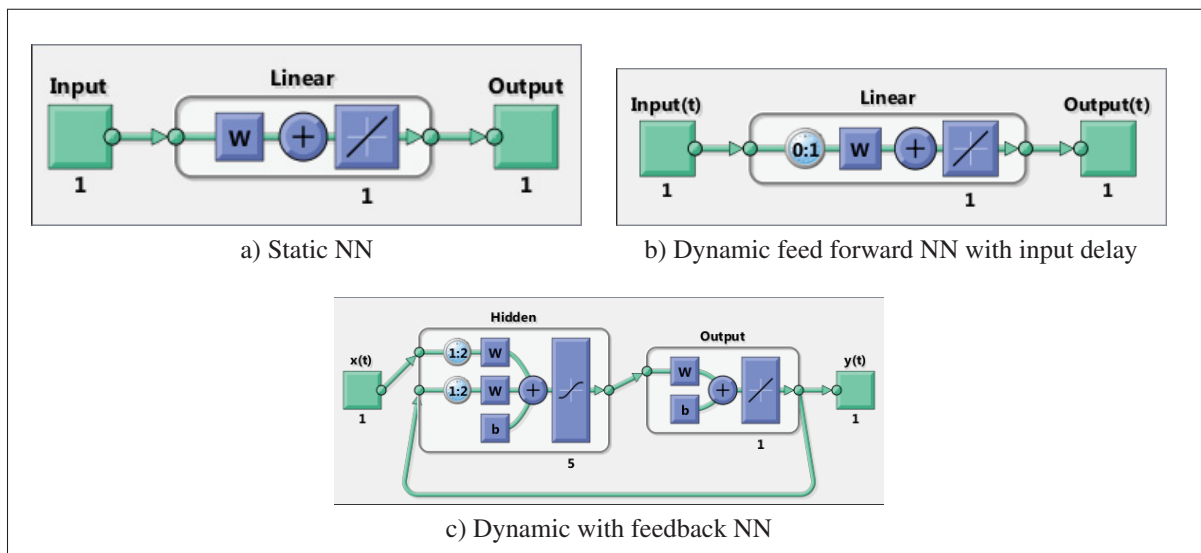 Input
Linear
Output
W
+
1
1
1
a) Static NN
Input(t)
Linear
Output(t)
0:1
W
+
1
1
1
b) Dynamic feed forward NN with input delay
Hidden
Output
x(t)
y(t)
1:2
W
1:2
W
+
b
W
+
b
1
5
1
1
c) Dynamic with feedback NN